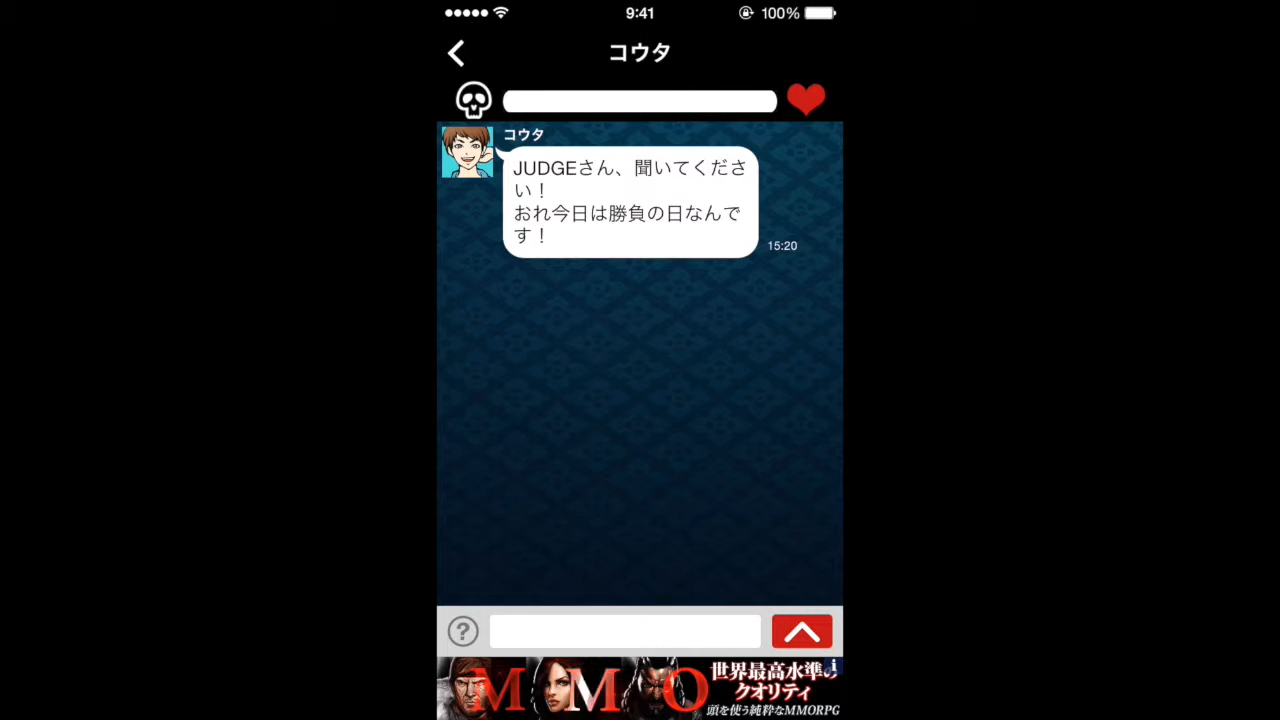 9:41
100%
コウタ
コウタ
JUDGEさん、聞いてくださ
い！
おれ今日は勝負の日なんで
す！
15:20
?
MMO
世界最高水準の
クオリティ
頭を使う純粋なMMORPG